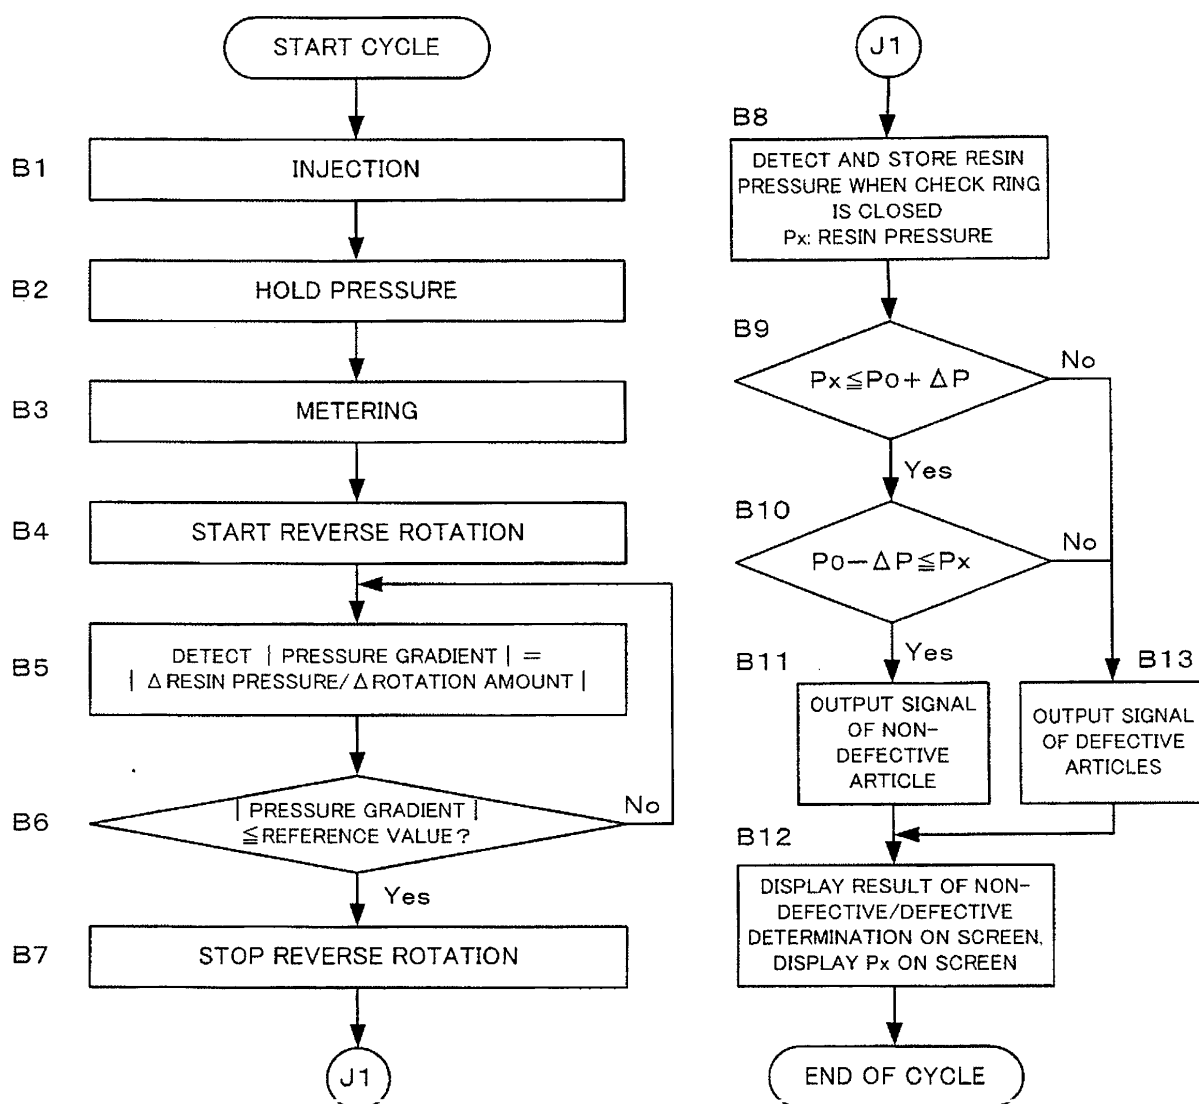 START CYCLE
B1
INJECTION
B2
HOLD PRESSURE
B3
METERING
B4
START REVERSE ROTATION
B5
DETECT | PRESSURE GRADIENT | =
| ΔRESIN PRESSURE/ΔROTATION AMOUNT |
B6
| PRESSURE GRADIENT |
≦REFERENCE VALUE?
No
Yes
B7
STOP REVERSE ROTATION
J1
J1
B8
DETECT AND STORE RESIN
PRESSURE WHEN CHECK RING
IS CLOSED
Px: RESIN PRESSURE
B9
Px≦Po+ ΔP
No
Yes
B10
Po−ΔP≦Px
No
Yes
B11
OUTPUT SIGNAL
OF NON-
DEFECTIVE
ARTICLE
B13
OUTPUT SIGNAL
OF DEFECTIVE
ARTICLES
B12
DISPLAY RESULT OF NON-
DEFECTIVE/DEFECTIVE
DETERMINATION ON SCREEN,
DISPLAY Px ON SCREEN
END OF CYCLE